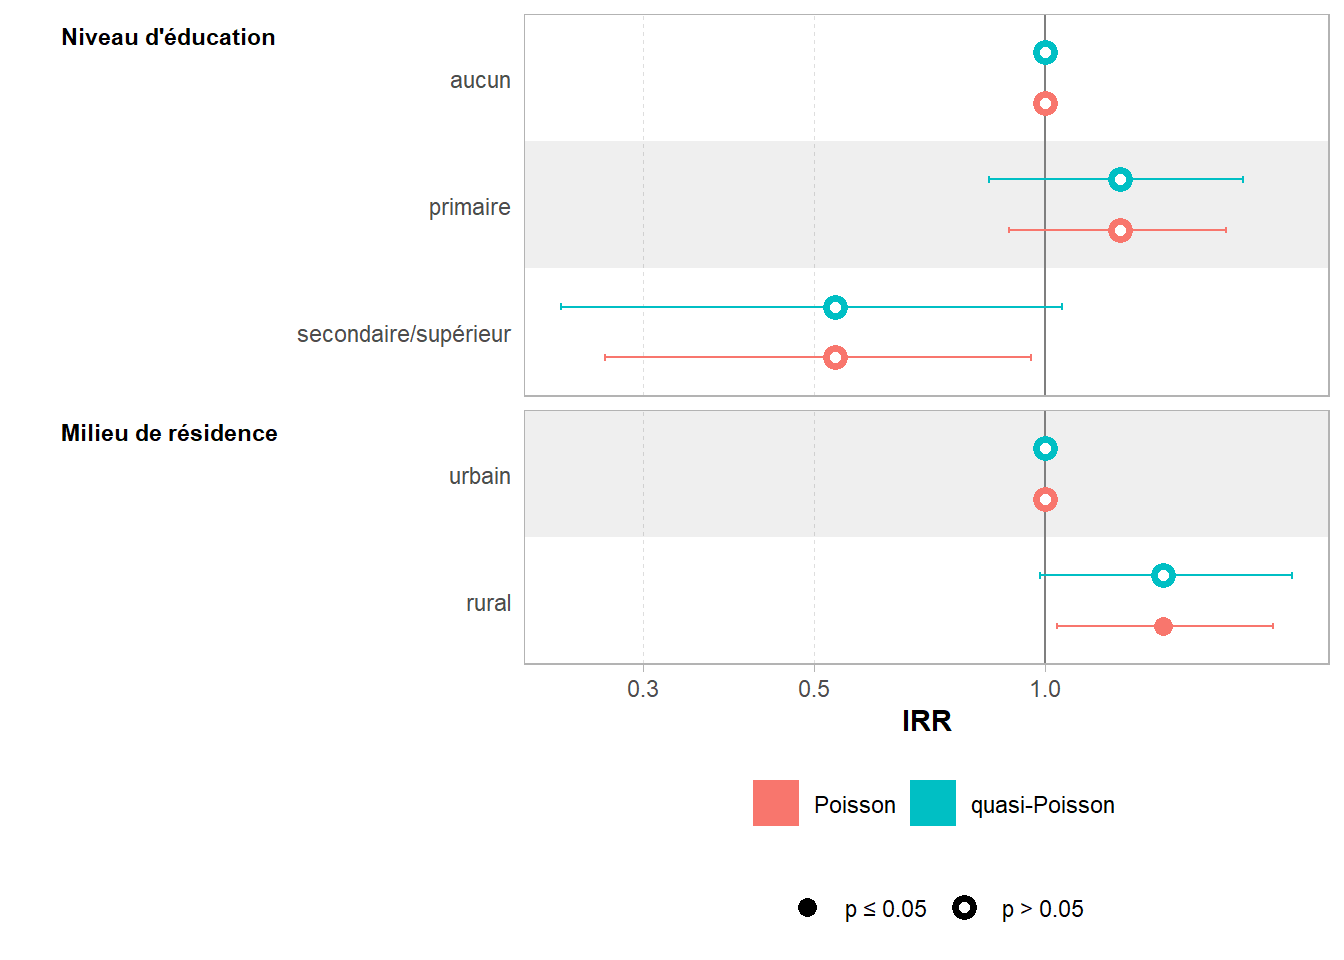 Niveau d'éducation
aucun
primaire
secondaire/supérieur
Milieu de résidence
urbain
rural
0.3 0.5 1.0
IRR
Poisson quasi-Poisson
p ≤ 0.05 p > 0.05